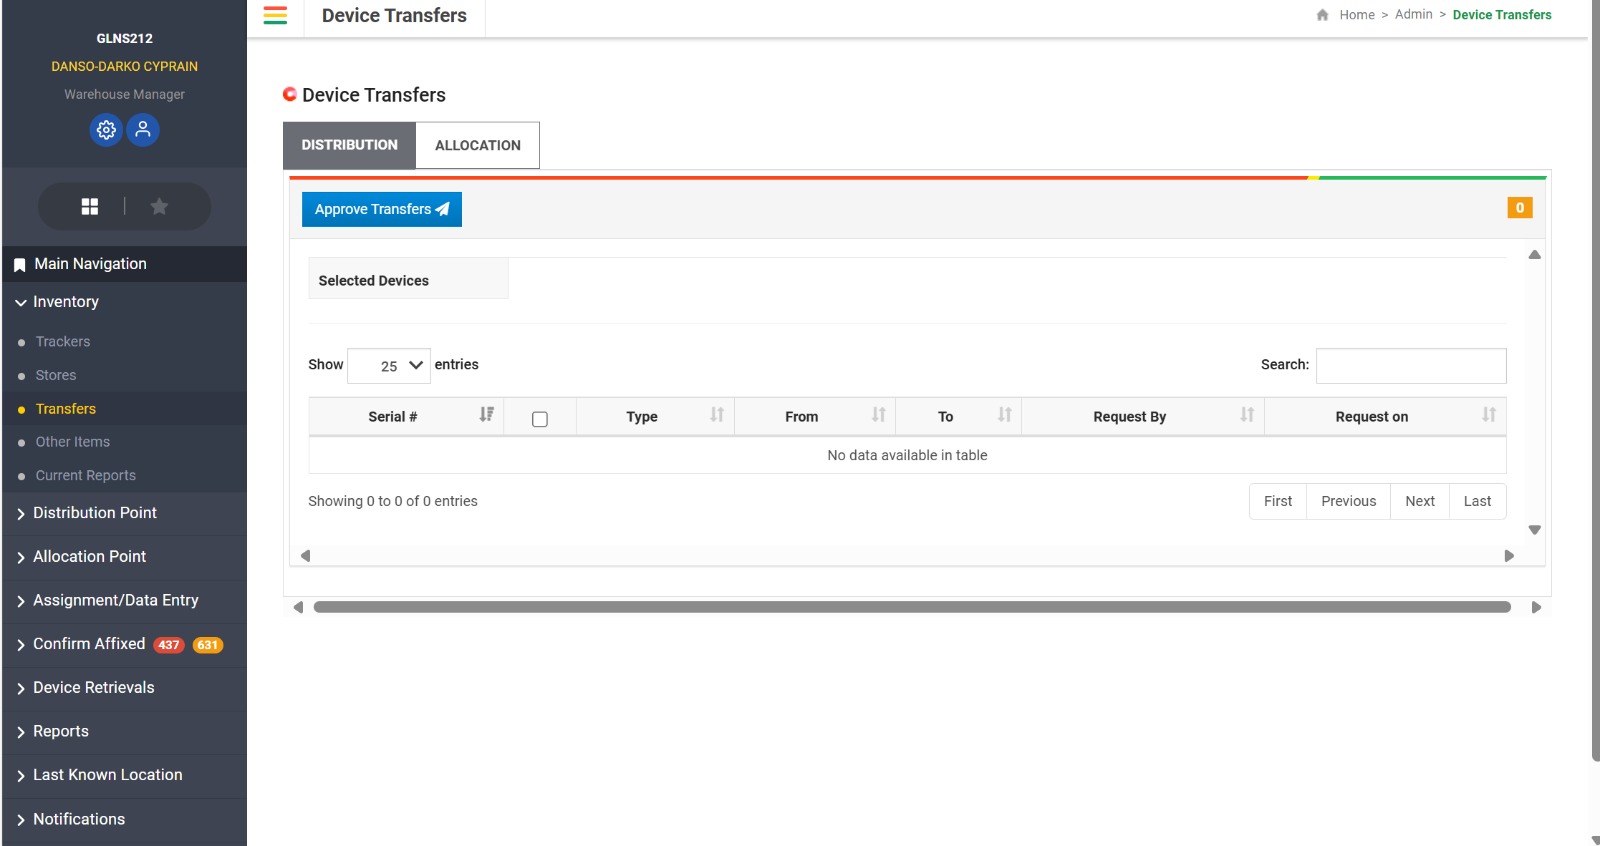 GLNS212
DANSO-DARKO CYPRAIN
Warehouse Manager
Main Navigation
Inventory
Trackers
Stores
Transfers
Other Items
Current Reports
Distribution Point
Allocation Point
Assignment/Data Entry
Confirm Affixed 437 631
Device Retrievals
Reports
Last Known Location
Notifications
Device Transfers
Home > Admin > Device Transfers
Device Transfers
DISTRIBUTION ALLOCATION
Approve Transfers 0
Selected Devices
Show 25 entries Search:
Serial # Type From To Request By Request on
No data available in table
Showing 0 to 0 of 0 entries First Previous Next Last